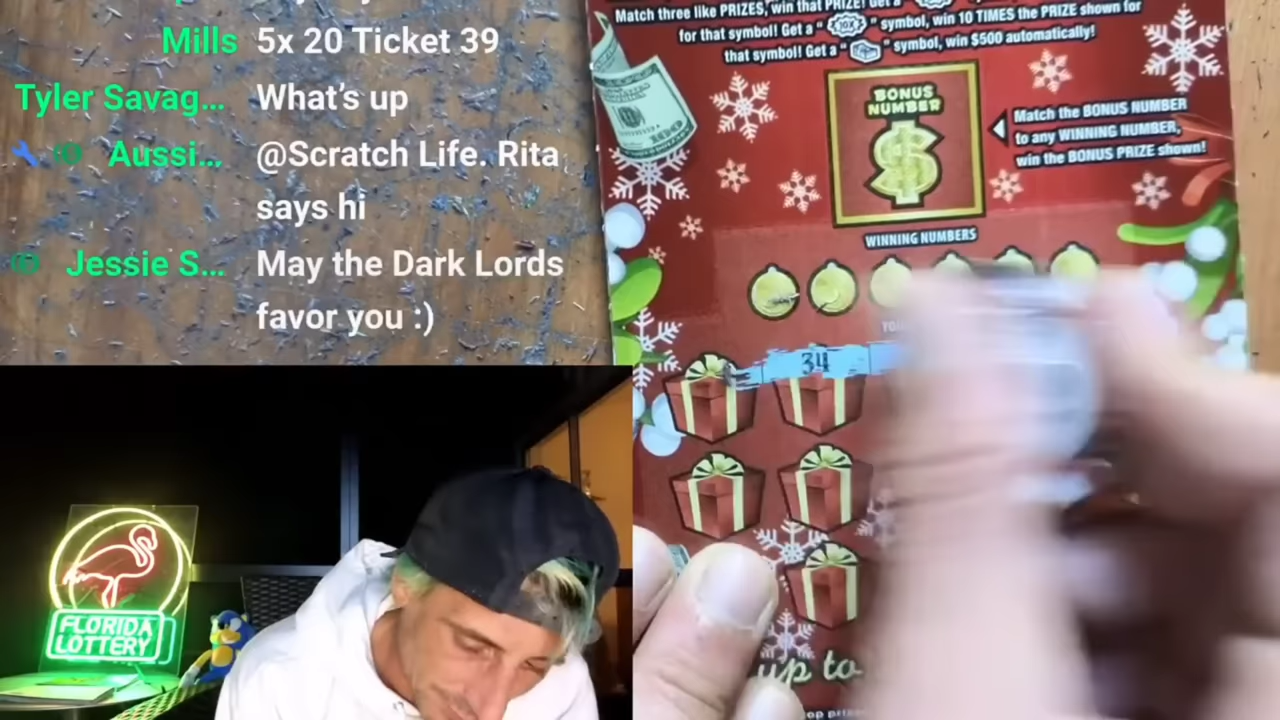 Mills 5x 20 Ticket 39
Tyler Savag... What's up
Aussi... @Scratch Life. Rita
says hi
Jessie S... May the Dark Lords
favor you :)
Match three like PRIZES, win that PRIZE! Get a "10X" symbol, win 10 TIMES the PRIZE shown for
for that symbol! Get a "
" symbol, win $500 automatically!
BONUS
NUMBER
$
Match the BONUS NUMBER
to any WINNING NUMBER,
win the BONUS PRIZE shown!
WINNING NUMBERS
YOU
34
up to
FLORIDA
LOTTERY